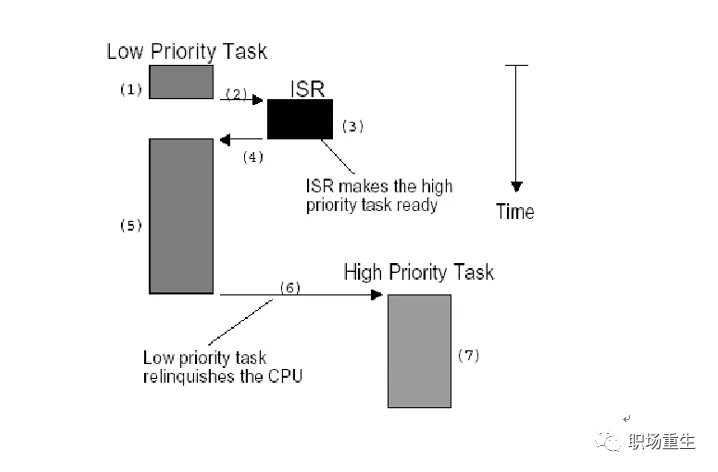 Low Priority Task
(1)
(2)
ISR
(3)
(4)
ISR makes the high
priority task ready
Time
(5)
High Priority Task
(6)
Low priority task
relinquishes the CPU
(7)
职场重生